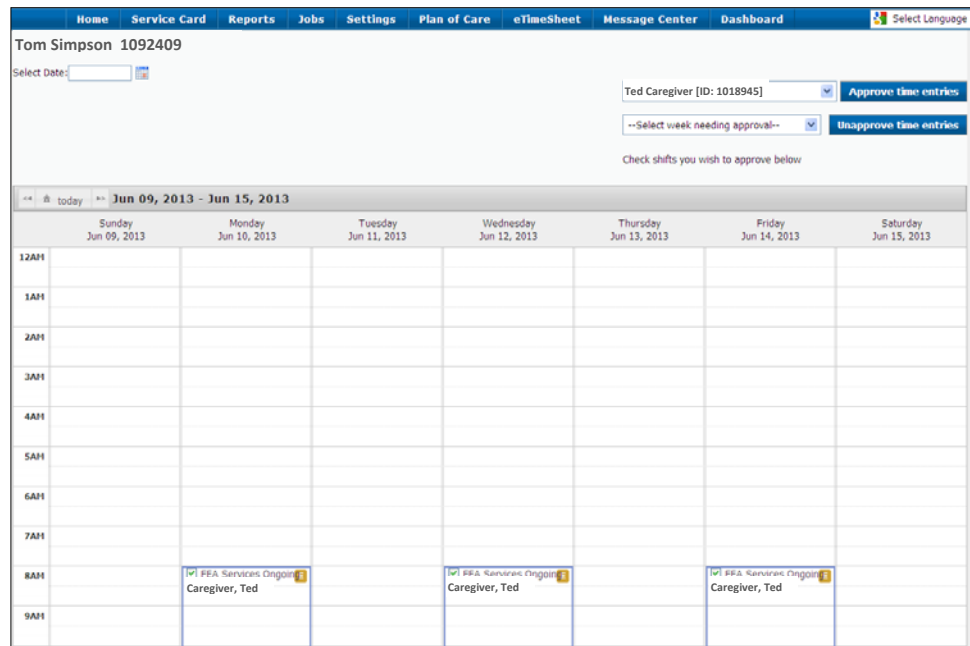 Home Service Card Reports Jobs Settings Plan of Care eTimeSheet Message Center Dashboard Select Language
Tom Simpson 1092409
Select Date:
Ted Caregiver [ID: 1018945] Approve time entries
--Select week needing approval-- Unapprove time entries
Check shifts you wish to approve below
today Jun 09, 2013 - Jun 15, 2013
Sunday Monday Tuesday Wednesday Thursday Friday Saturday
Jun 09, 2013 Jun 10, 2013 Jun 11, 2013 Jun 12, 2013 Jun 13, 2013 Jun 14, 2013 Jun 15, 2013
12AM
1AM
2AM
3AM
4AM
5AM
6AM
7AM
8AM FEA Services Ongoing FEA Services Ongoing FEA Services Ongoing
Caregiver, Ted Caregiver, Ted Caregiver, Ted
9AM